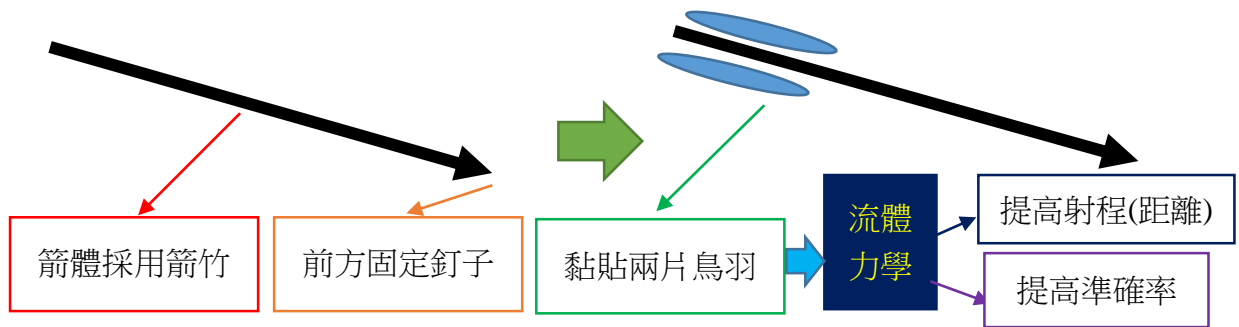 箭體採用箭竹
前方固定釘子
黏貼兩片鳥羽
流體
力學
提高射程(距離)
提高準確率